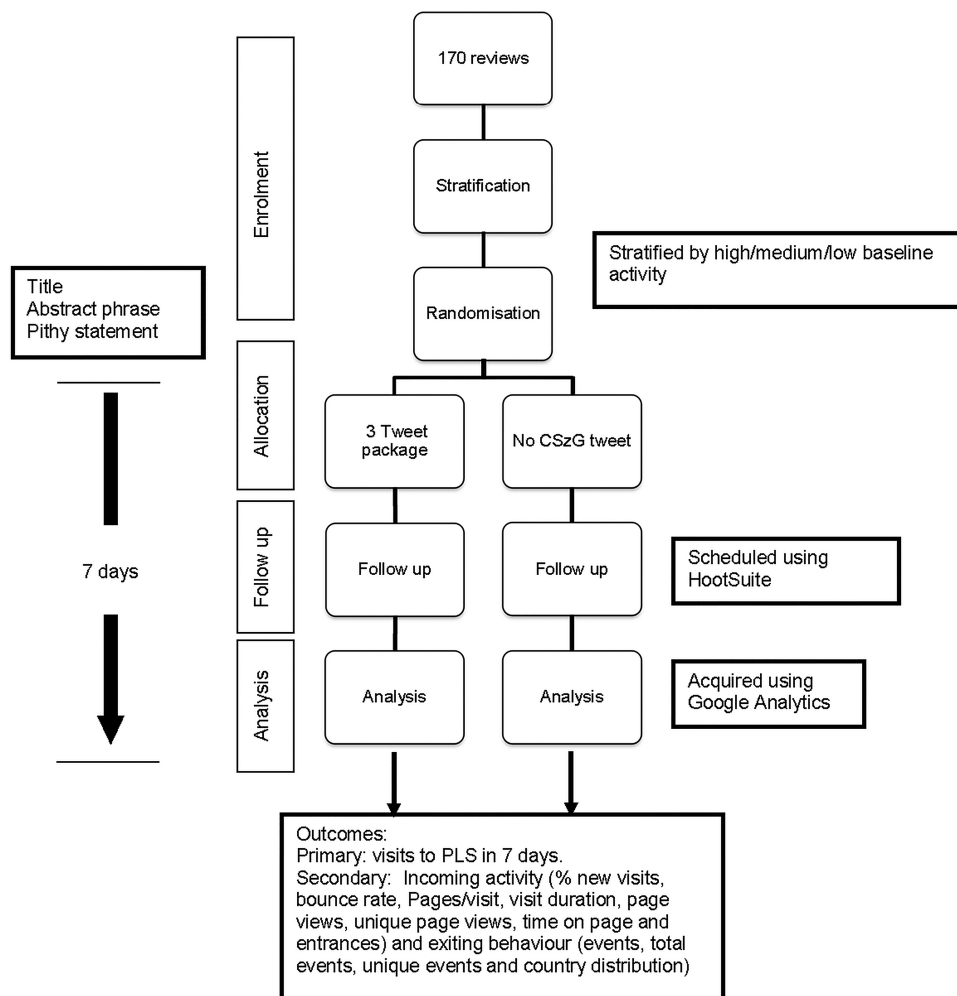 170 reviews
Enrolment
Stratification
Stratified by high/medium/low baseline
activity
Title
Abstract phrase
Pithy statement
Randomisation
Allocation
3 Tweet
package
No CSzG tweet
7 days
Follow up
Follow up
Follow up
Scheduled using
HootSuite
Analysis
Analysis
Analysis
Acquired using
Google Analytics
Outcomes:
Primary: visits to PLS in 7 days.
Secondary: Incoming activity (% new visits,
bounce rate, Pages/visit, visit duration, page
views, unique page views, time on page and
entrances) and exiting behaviour (events, total
events, unique events and country distribution)